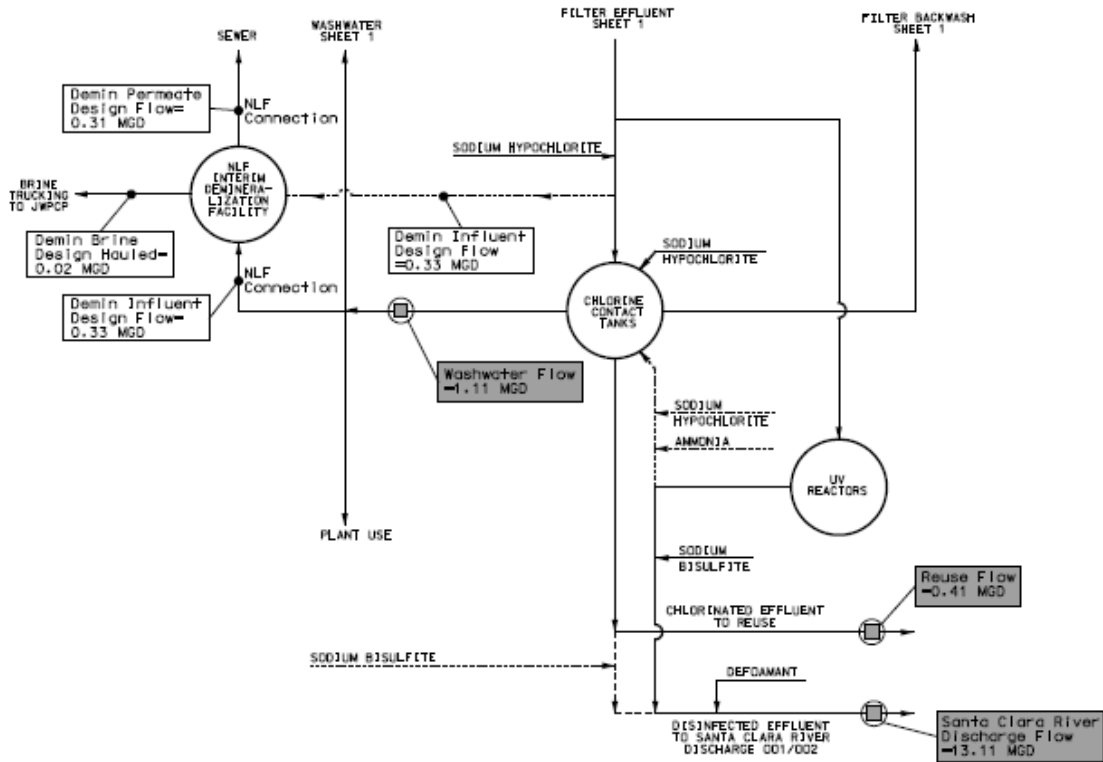 FILTER EFFLUENT
SHEET 1
WASHWATER
SHEET 1
FILTER BACKWASH
SHEET 1
SEWER
Demin Permeate
Design Flow=
0.31 MGD
NLF
Connection
SODIUM HYPOCHLORITE
NLF
INTERIM
DEMINERA-
LIZATION
FACILITY
BRINE
TRUCKING
TO JWPCP
Demin Brine
Design Hauled=
0.02 MGD
Demin Influent
Design Flow
=0.33 MGD
SODIUM
HYPOCHLORITE
NLF
Connection
Demin Influent
Design Flow=
0.33 MGD
CHLORINE
CONTACT
TANKS
Washwater Flow
=1.11 MGD
SODIUM
HYPOCHLORITE
AMMONIA
UV
REACTORS
PLANT USE
SODIUM
BISULFITE
Reuse Flow
=0.41 MGD
CHLORINATED EFFLUENT
TO REUSE
SODIUM BISULFITE
DEFOAMANT
DISINFECTED EFFLUENT
TO SANTA CLARA RIVER
DISCHARGE 001/002
Santa Clara River
Discharge Flow
=13.11 MGD